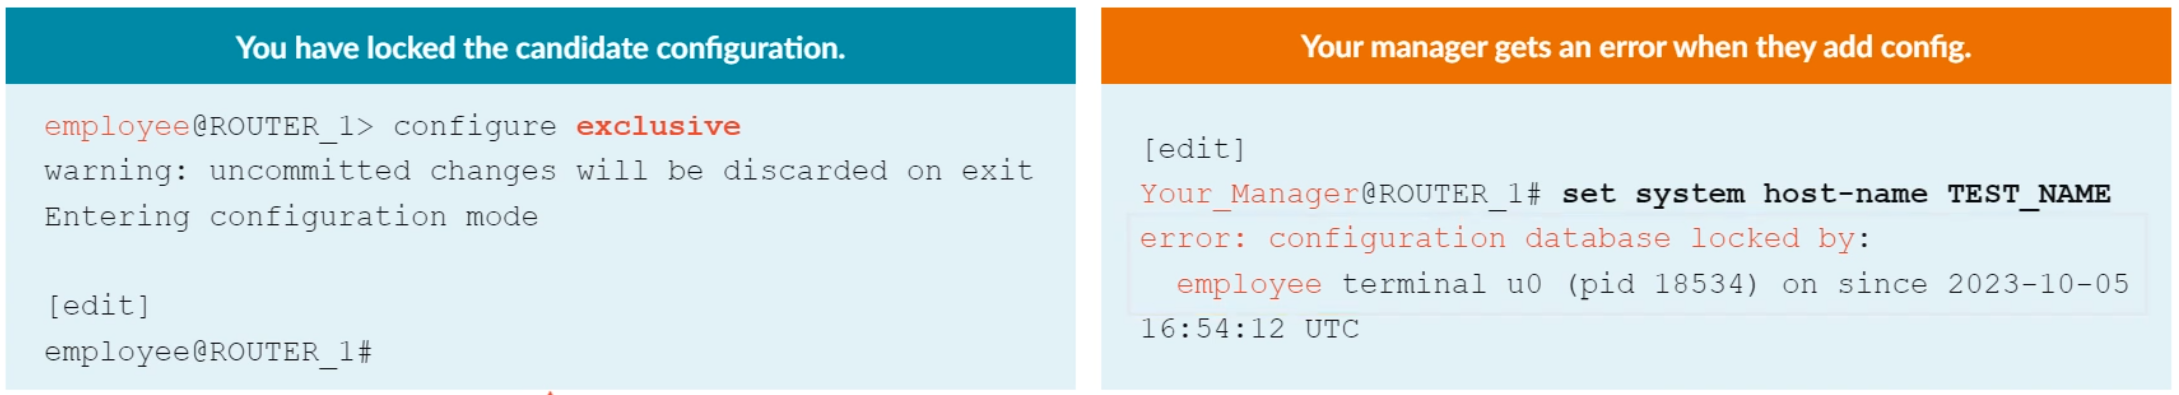 You have locked the candidate configuration.
employee@ROUTER_1> configure exclusive
warning: uncommitted changes will be discarded on exit
Entering configuration mode
[edit]
employee@ROUTER_1#
Your manager gets an error when they add config.
[edit]
Your_Manager@ROUTER_1# set system host-name TEST_NAME
error: configuration database locked by:
employee terminal u0 (pid 18534) on since 2023-10-05
16:54:12 UTC